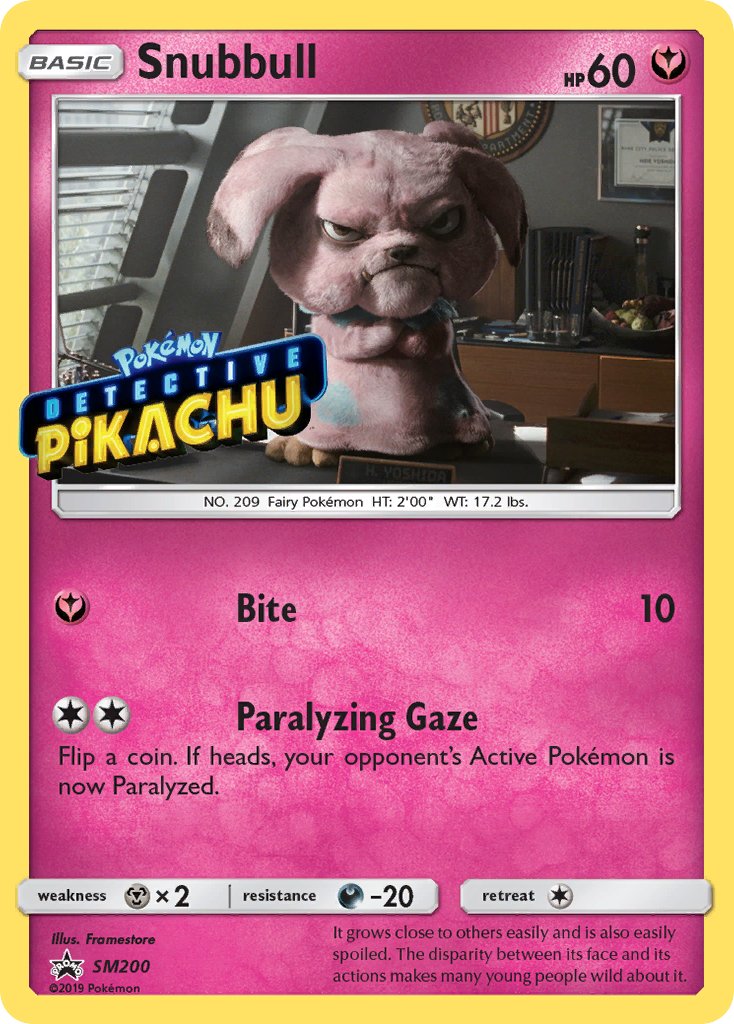 BASIC Snubbull HP60
PARTMENT
POKéMON
DETECTIVE
PiKACHU
H. YOSHIDA
NO. 209 Fairy Pokémon HT: 2'00" WT: 17.2 lbs.
Bite 10
Paralyzing Gaze
Flip a coin. If heads, your opponent's Active Pokémon is
now Paralyzed.
weakness ×2 resistance -20 retreat
Illus. Framestore
PROMO SM200
©2019 Pokémon
It grows close to others easily and is also easily
spoiled. The disparity between its face and its
actions makes many young people wild about it.